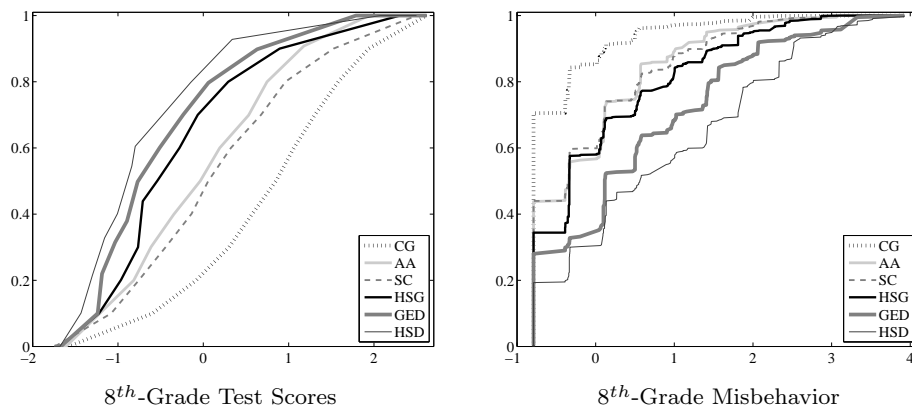 1
0.8
0.6
0.4
0.2
0
−2
−1
0
1
2
CG
AA
SC
HSG
GED
HSD
8th-Grade Test Scores
1
0.8
0.6
0.4
0.2
0
−1
0
1
2
3
4
CG
AA
SC
HSG
GED
HSD
8th-Grade Misbehavior